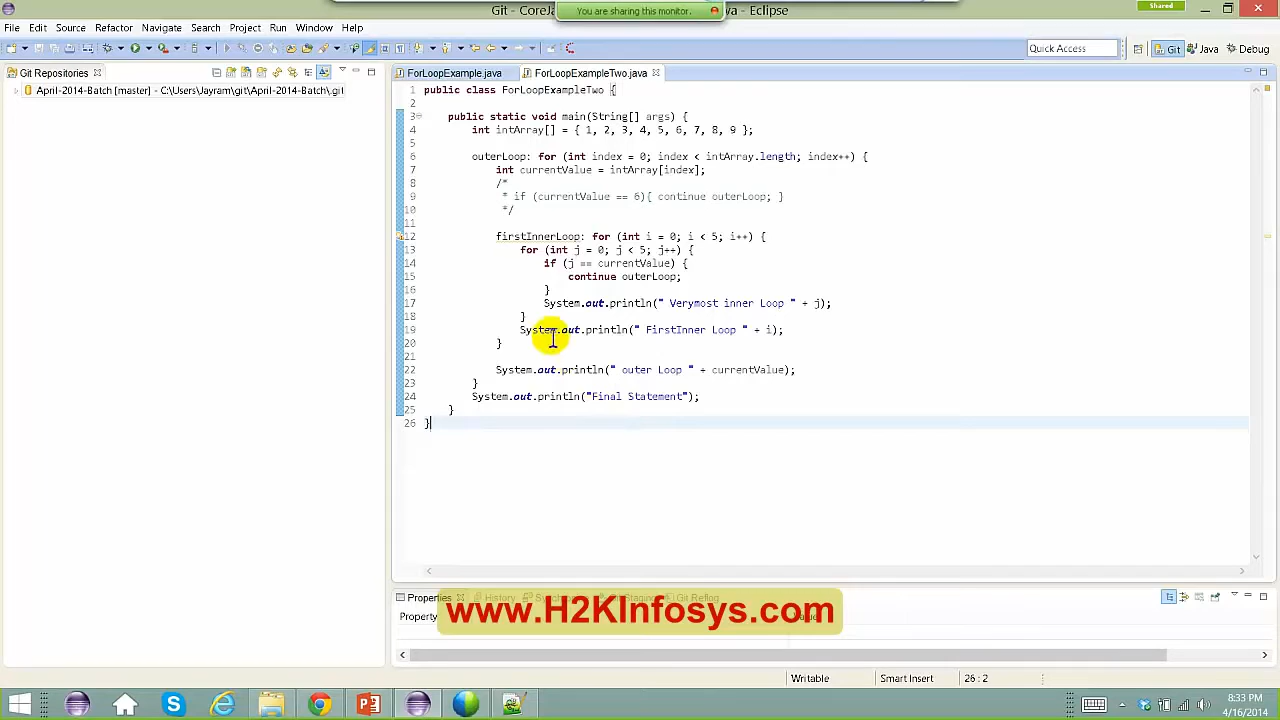 Git - CoreJa
You are sharing this monitor.
va - Eclipse
Shared
File Edit Source Refactor Navigate Search Project Run Window Help
Quick Access
Git
Java
Debug
Git Repositories
ForLoopExample.java
ForLoopExampleTwo.java
April-2014-Batch [master] - C:\Users\Jayram\git\April-2014-Batch\.git
1 public class ForLoopExampleTwo {
2
3 public static void main(String[] args) {
4 int intArray[] = { 1, 2, 3, 4, 5, 6, 7, 8, 9 };
5
6 outerLoop: for (int index = 0; index < intArray.length; index++) {
7 int currentValue = intArray[index];
8 /*
9 * if (currentValue == 6){ continue outerLoop; }
10 */
11
12 firstInnerLoop: for (int i = 0; i < 5; i++) {
13 for (int j = 0; j < 5; j++) {
14 if (j == currentValue) {
15 continue outerLoop;
16 }
17 System.out.println(" Verymost inner Loop " + j);
18 }
19 System.out.println(" FirstInner Loop " + i);
20 }
21
22 System.out.println(" outer Loop " + currentValue);
23 }
24 System.out.println("Final Statement");
25 }
26 }
Properties
History
Git Reflog
www.H2KInfosys.com
Property
Writable
Smart Insert
26 : 2
8:33 PM
4/16/2014